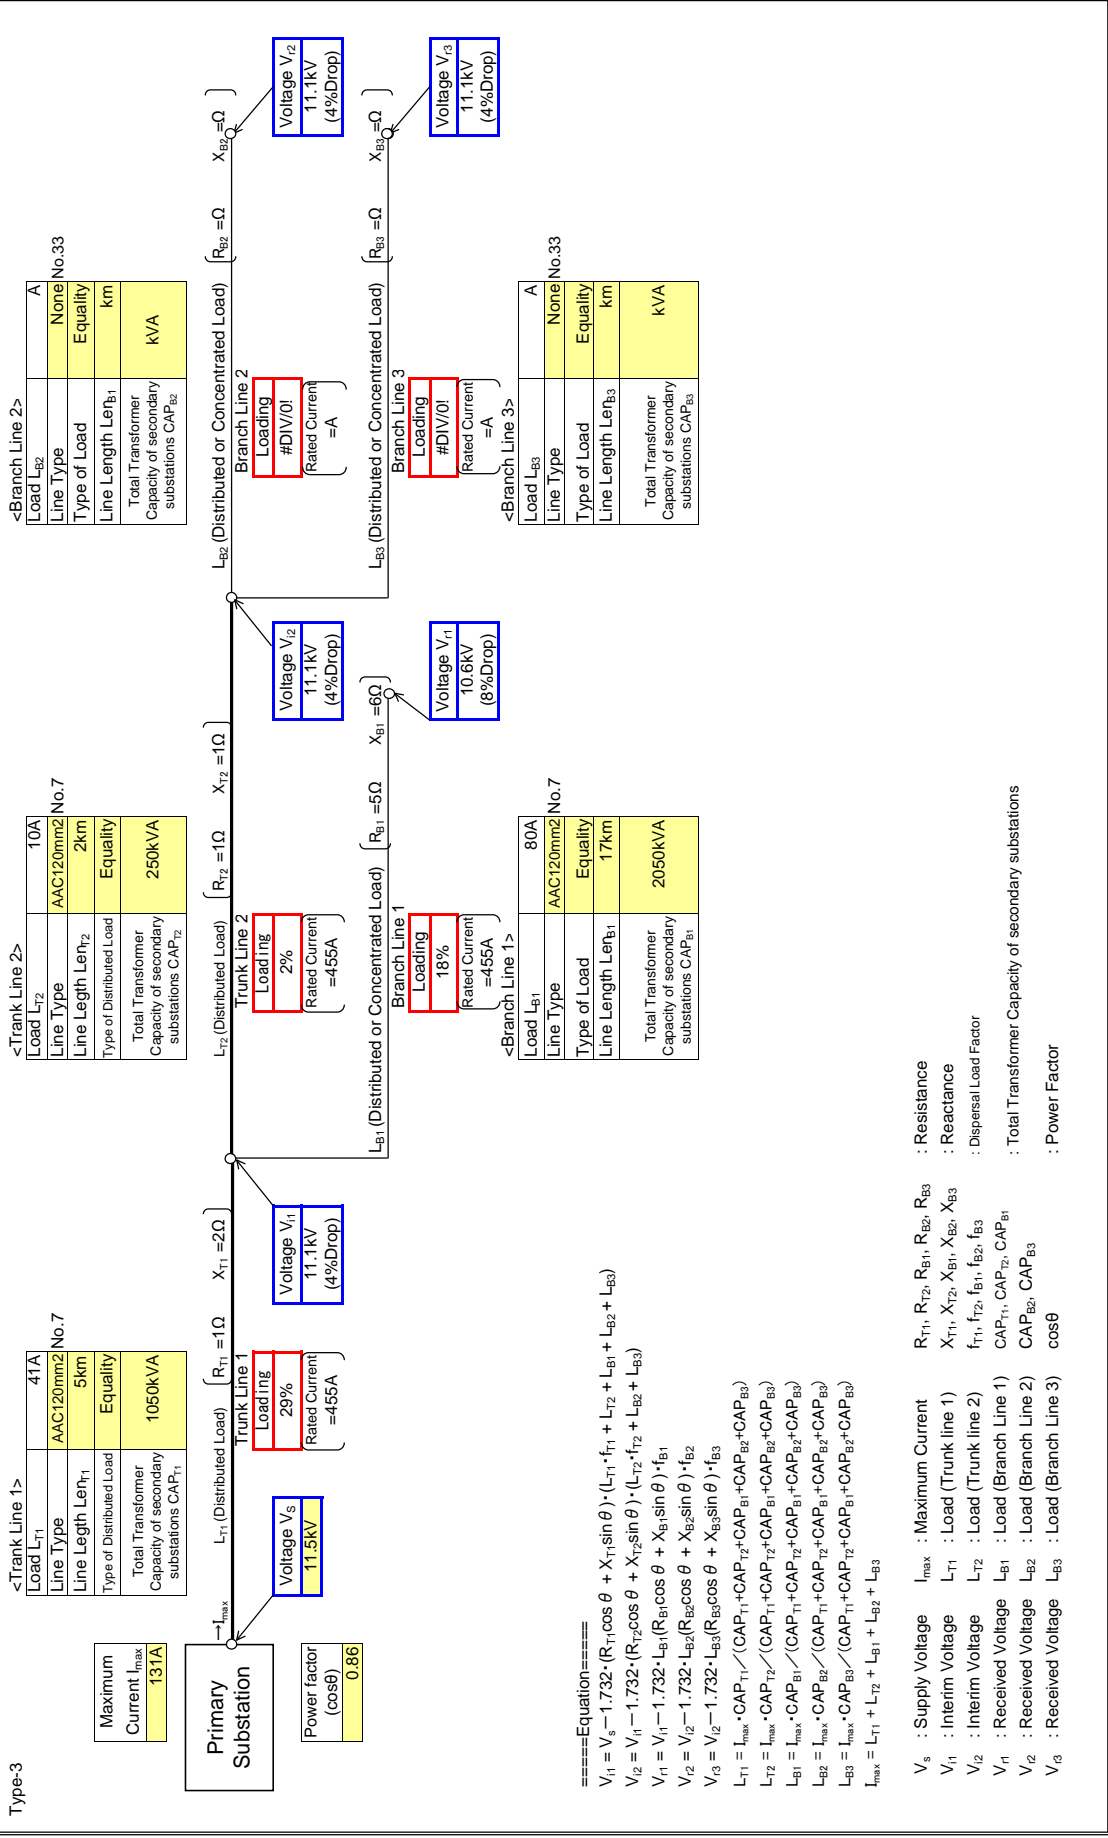 Type-3
Maximum
Current Imax
131A
Primary
Substation
Power factor
(cosθ)
0.86
→Imax
Voltage VS
11.5kV
<Trank Line 1>
Load LT1 41A
Line Type AAC120mm2 No.7
Line Legth LenT1 5km
Type of Distributed Load Equality
Total Transformer
Capacity of secondary
substations CAPT1
1050kVA
LT1 (Distributed Load) RT1 =1Ω XT1 =2Ω
Trunk Line 1
Loading
29%
Rated Current
=455A
Voltage Vi1
11.1kV
(4%Drop)
<Trank Line 2>
Load LT2 10A
Line Type AAC120mm2 No.7
Line Legth LenT2 2km
Type of Distributed Load Equality
Total Transformer
Capacity of secondary
substations CAPT2
250kVA
LT2 (Distributed Load) RT2 =1Ω XT2 =1Ω
Trunk Line 2
Loading
2%
Rated Current
=455A
Voltage Vi2
11.1kV
(4%Drop)
LB1 (Distributed or Concentrated Load) RB1 =5Ω XB1 =6Ω
Branch Line 1
Loading
18%
Rated Current
=455A
Voltage Vr1
10.6kV
(8%Drop)
<Branch Line 1>
Load LB1 80A
Line Type AAC120mm2 No.7
Type of Load Equality
Line Length LenB1 17km
Total Transformer
Capacity of secondary
substations CAPB1
2050kVA
<Branch Line 2>
Load LB2 A
Line Type None No.33
Type of Load Equality
Line Length LenB1 km
Total Transformer
Capacity of secondary
substations CAPB2
kVA
LB2 (Distributed or Concentrated Load) RB2 =Ω XB2 =Ω
Branch Line 2
Loading
#DIV/0!
Rated Current
=A
Voltage Vr2
11.1kV
(4%Drop)
LB3 (Distributed or Concentrated Load) RB3 =Ω XB3 =Ω
Branch Line 3
Loading
#DIV/0!
Rated Current
=A
Voltage Vr3
11.1kV
(4%Drop)
<Branch Line 3>
Load LB3 A
Line Type None No.33
Type of Load Equality
Line Length LenB3 km
Total Transformer
Capacity of secondary
substations CAPB3
kVA
=====Equation=====
Vi1 = Vs－1.732･(RT1cos θ + XT1sin θ)･(LT1･fT1 + LT2 + LB1 + LB2 + LB3)
Vi2 = Vi1－1.732･(RT2cos θ + XT2sin θ)･(LT2･fT2 + LB2 + LB3)
Vr1 = Vi1－1.732･LB1(RB1cos θ + XB1sin θ)･fB1
Vr2 = Vi2－1.732･LB2(RB2cos θ + XB2sin θ)･fB2
Vr3 = Vi2－1.732･LB3(RB3cos θ + XB3sin θ)･fB3
LT1 = Imax･CAPT1／(CAPT1+CAPT2+CAPB1+CAPB2+CAPB3)
LT2 = Imax･CAPT2／(CAPT1+CAPT2+CAPB1+CAPB2+CAPB3)
LB1 = Imax･CAPB1／(CAPT1+CAPT2+CAPB1+CAPB2+CAPB3)
LB2 = Imax･CAPB2／(CAPT1+CAPT2+CAPB1+CAPB2+CAPB3)
LB3 = Imax･CAPB3／(CAPT1+CAPT2+CAPB1+CAPB2+CAPB3)
Imax = LT1 + LT2 + LB1 + LB2 + LB3
Vs : Supply Voltage Imax : Maximum Current RT1, RT2, RB1, RB2, RB3 : Resistance
Vi1 : Interim Voltage LT1 : Load (Trunk line 1) XT1, XT2, XB1, XB2, XB3 : Reactance
Vi2 : Interim Voltage LT2 : Load (Trunk line 2) fT1, fT2, fB1, fB2, fB3 : Dispersal Load Factor
Vr1 : Received Voltage LB1 : Load (Branch Line 1) CAPT1, CAPT2, CAPB1 : Total Transformer Capacity of secondary substations
Vr2 : Received Voltage LB2 : Load (Branch Line 2) CAPB2, CAPB3
Vr3 : Received Voltage LB3 : Load (Branch Line 3) cosθ : Power Factor